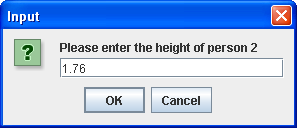 Input
Please enter the height of person 2
1.76
OK
Cancel